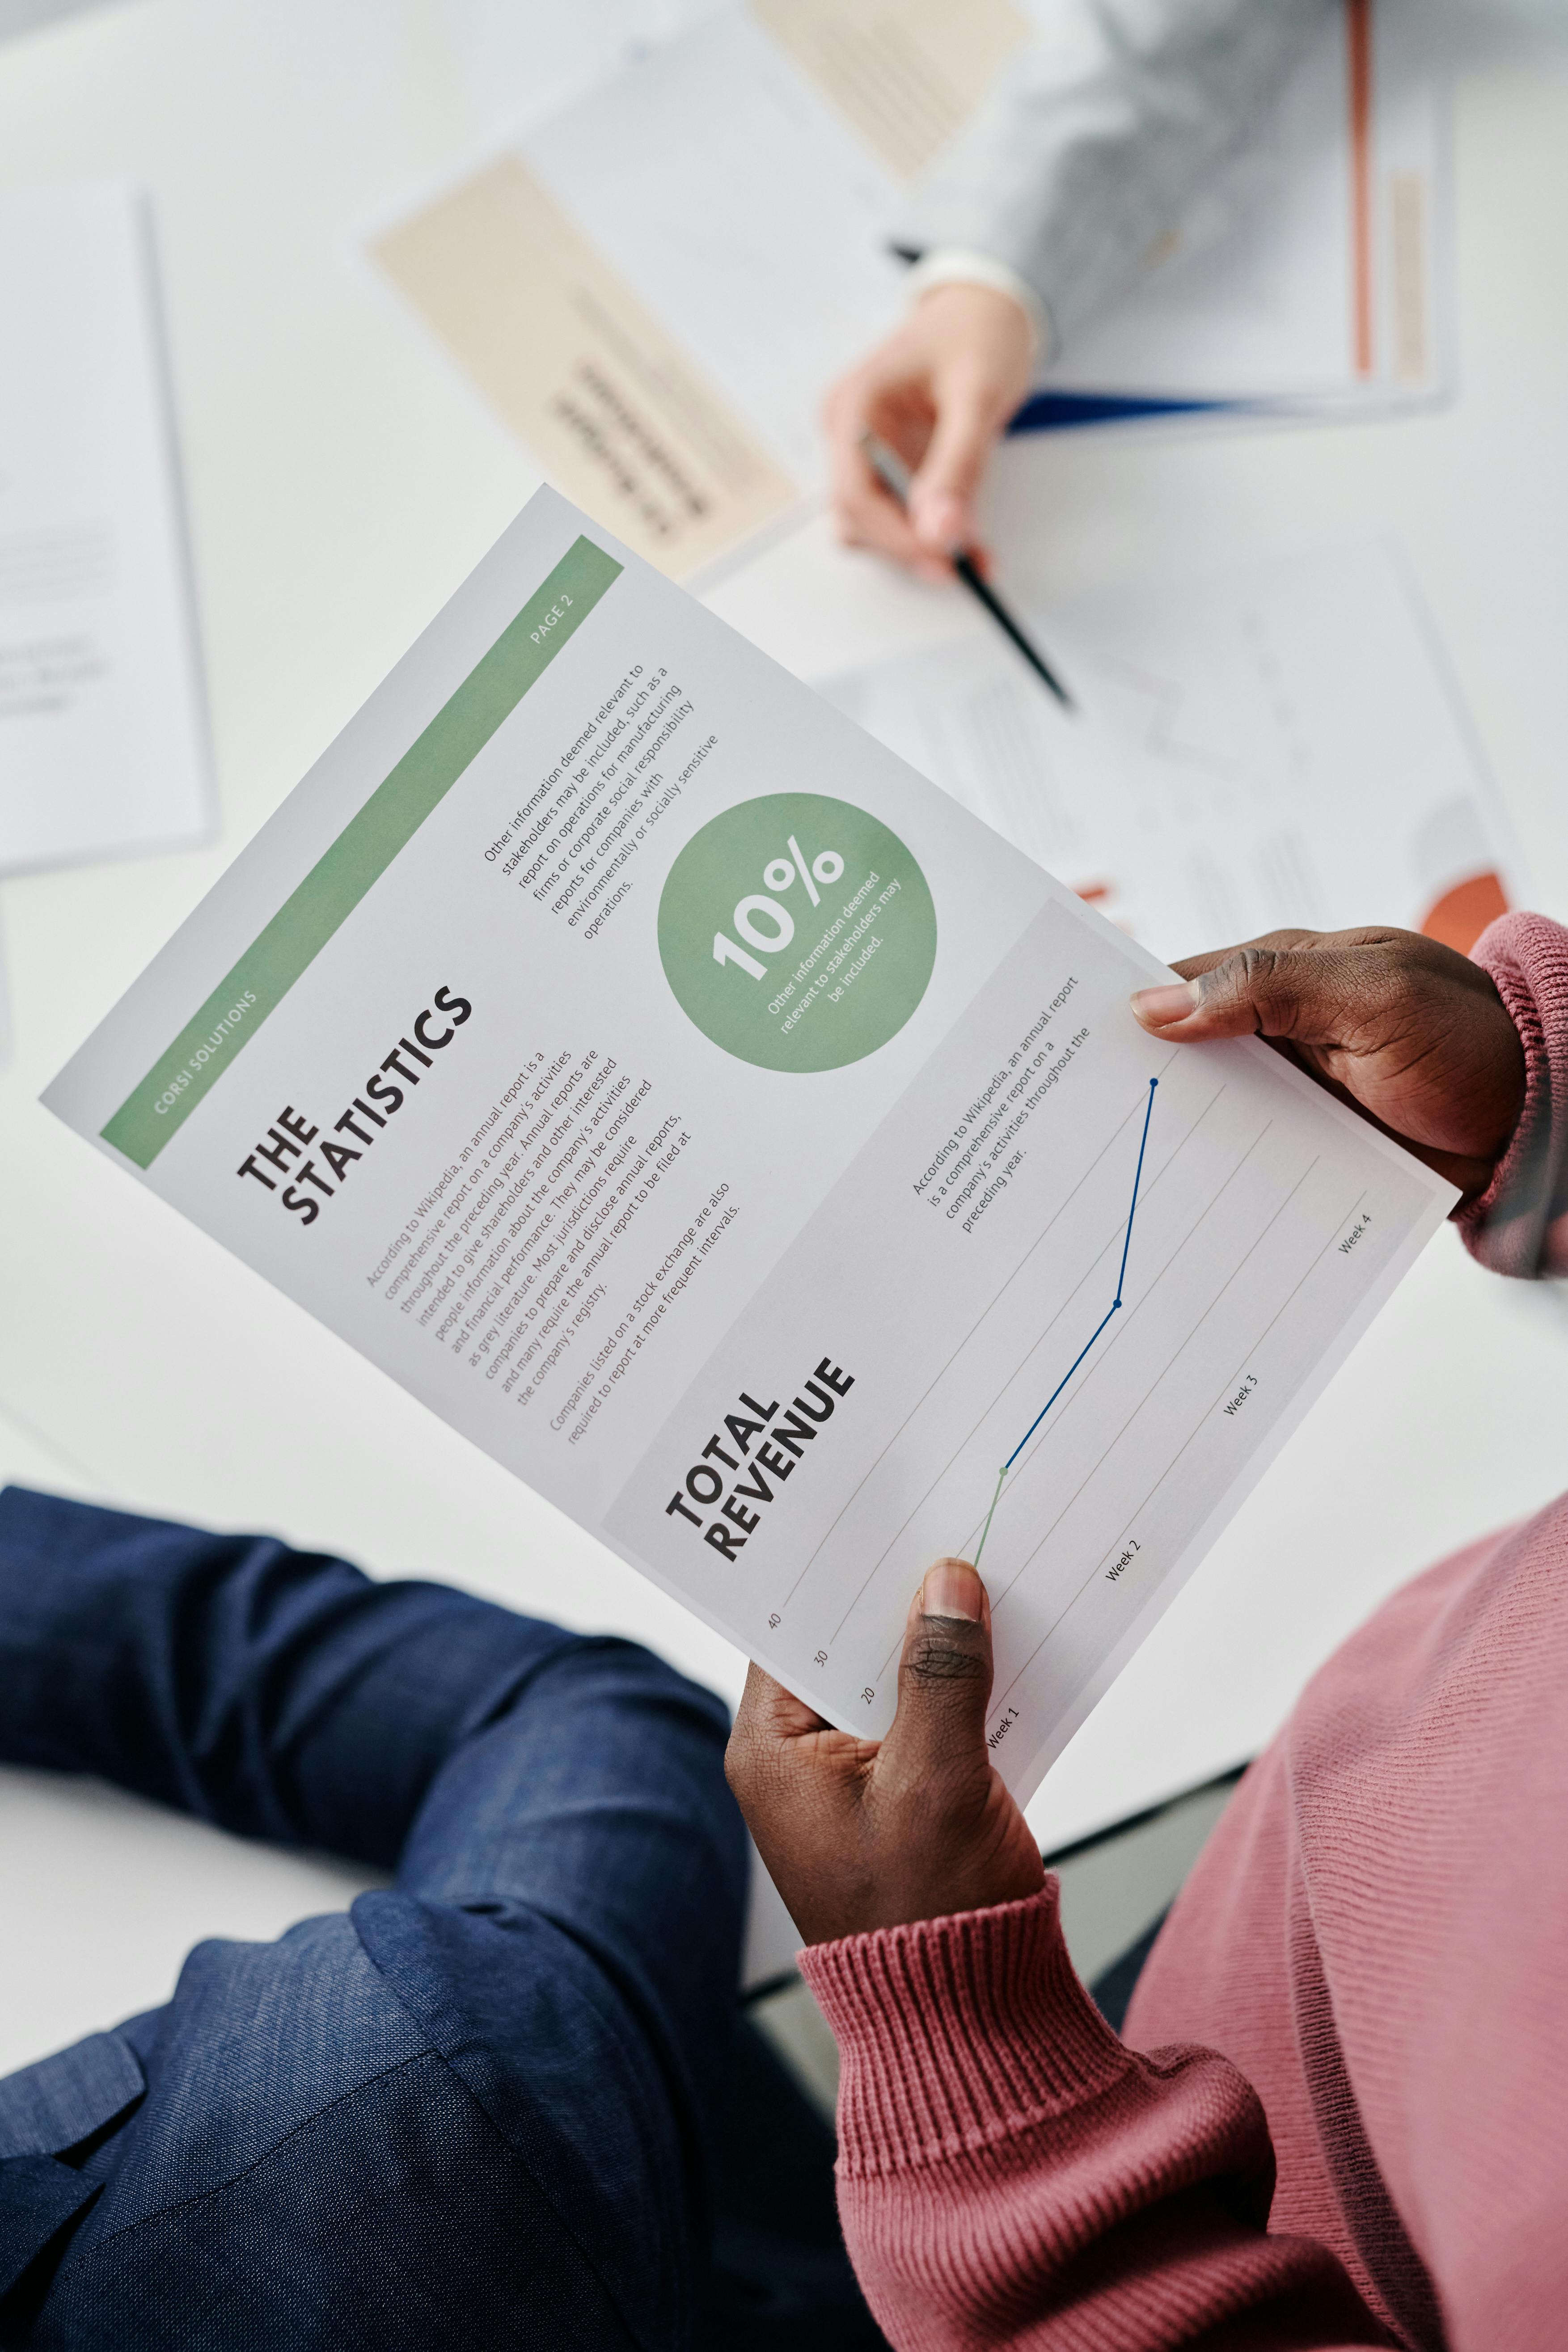 CORSI SOLUTIONS
PAGE 2
THE
STATISTICS
According to Wikipedia, an annual report is a
comprehensive report on a company's activities
throughout the preceding year. Annual reports are
intended to give shareholders and other interested
people information about the company's activities
and financial performance. They may be considered
as grey literature. Most jurisdictions require
companies to prepare and disclose annual reports,
and many require the annual report to be filed at
the company's registry.
Companies listed on a stock exchange are also
required to report at more frequent intervals.
Other information deemed relevant to
stakeholders may be included, such as a
report on operations for manufacturing
firms or corporate social responsibility
reports for companies with
environmentally or socially sensitive
operations.
10%
Other information deemed
relevant to stakeholders may
be included.
TOTAL
REVENUE
According to Wikipedia, an annual report
is a comprehensive report on a
company's activities throughout the
preceding year.
40
30
20
Week 1
Week 2
Week 3
Week 4